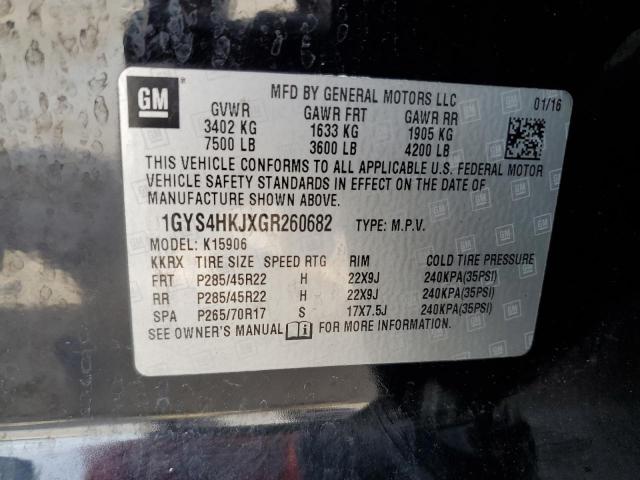 GM
MFD BY GENERAL MOTORS LLC
01/16
GVWR GAWR FRT GAWR RR
3402 KG 1633 KG 1905 KG
7500 LB 3600 LB 4200 LB
THIS VEHICLE CONFORMS TO ALL APPLICABLE U.S. FEDERAL MOTOR
VEHICLE SAFETY STANDARDS IN EFFECT ON THE DATE OF
MANUFACTURE SHOWN ABOVE.
1GYS4HKJXGR260682 TYPE: M.P.V.
MODEL: K15906
KKRX TIRE SIZE SPEED RTG RIM COLD TIRE PRESSURE
FRT P285/45R22 H 22X9J 240KPA(35PSI)
RR P285/45R22 H 22X9J 240KPA(35PSI)
SPA P265/70R17 S 17X7.5J 240KPA(35PSI)
SEE OWNER'S MANUAL FOR MORE INFORMATION.